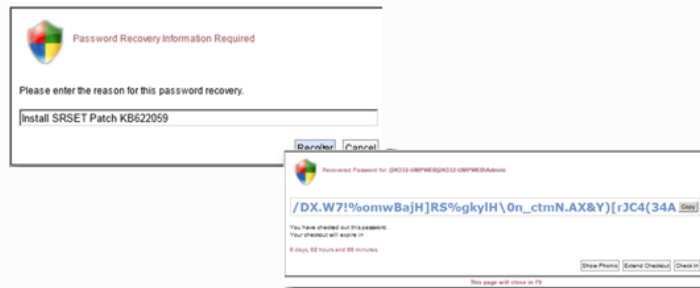 Password Recovery Information Required
Please enter the reason for this password recovery.
Install SRSET Patch KB622059
Recover Cancel
Recovered Password for:
/DX.W7!%omwBajH]RS%gkylH\0n_ctmN.AX&Y)[rJC4(34A Copy
You have checked out this password.
Your checkout will expire in
Show Phonic Extend Checkout Check In
This page will close in